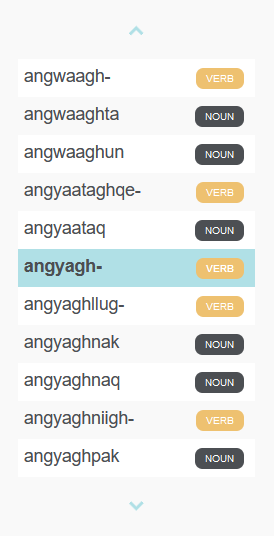 angwaagh- VERB
angwaaghta NOUN
angwaaghun NOUN
angyaataghqe- VERB
angyaataq NOUN
angyagh- VERB
angyaghllug- VERB
angyaghnak NOUN
angyaghnaq NOUN
angyaghniigh- VERB
angyaghpak NOUN